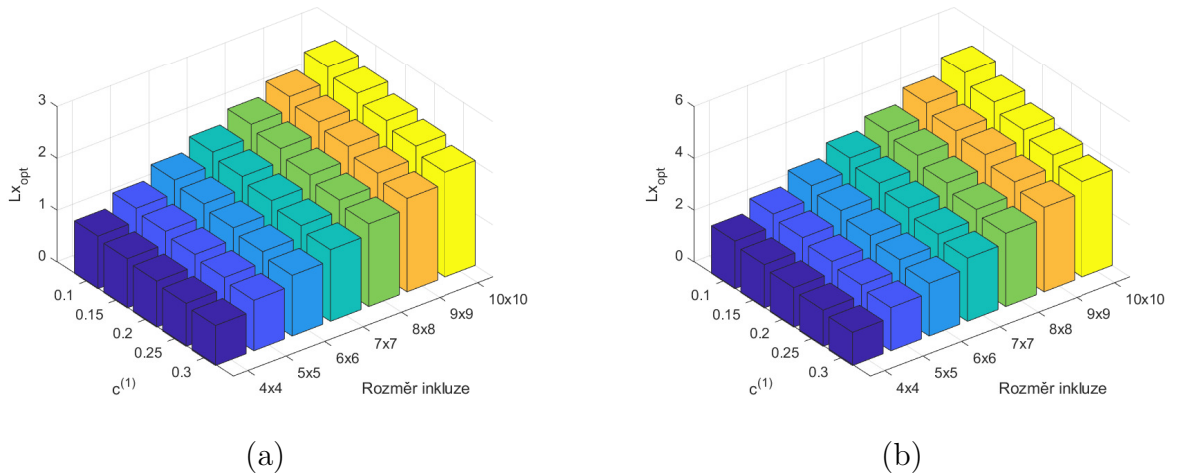 3
2
1
0
Lx_opt
0.1
0.15
0.2
0.25
0.3
c^(1)
4x4
5x5
6x6
7x7
8x8
9x9
10x10
Rozměr inkluze
(a)
6
4
2
0
Lx_opt
0.1
0.15
0.2
0.25
0.3
c^(1)
4x4
5x5
6x6
7x7
8x8
9x9
10x10
Rozměr inkluze
(b)